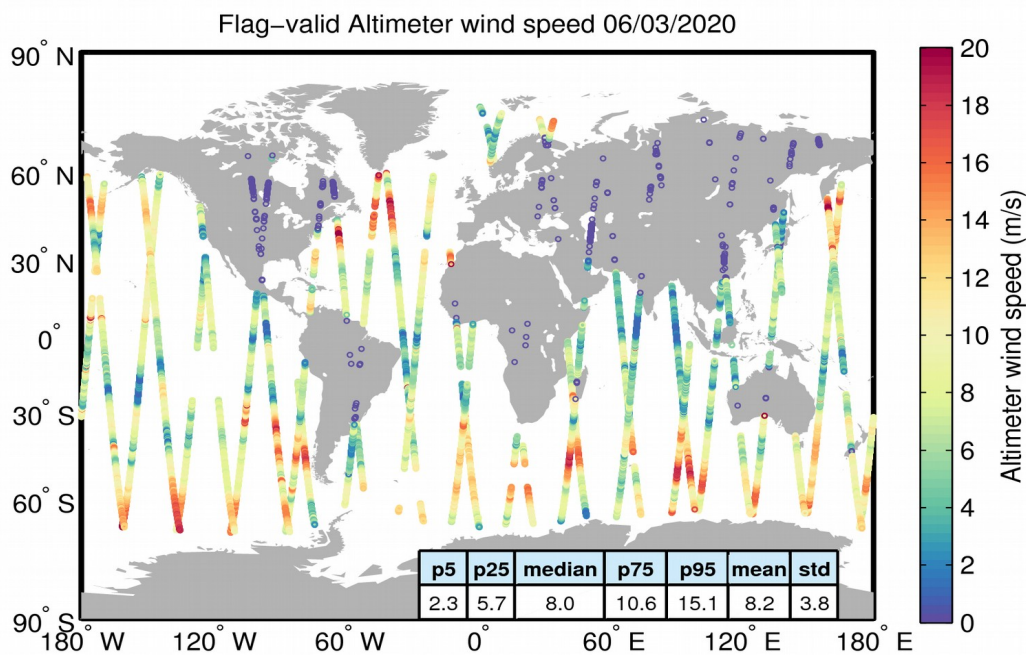 Flag−valid Altimeter wind speed 06/03/2020
90° N
60° N
30° N
0°
30° S
60° S
90° S
180° W
120° W
60° W
0°
60° E
120° E
180° E
p5 p25 median p75 p95 mean std
2.3 5.7 8.0 10.6 15.1 8.2 3.8
20
18
16
14
12
10
8
6
4
2
0
Altimeter wind speed (m/s)